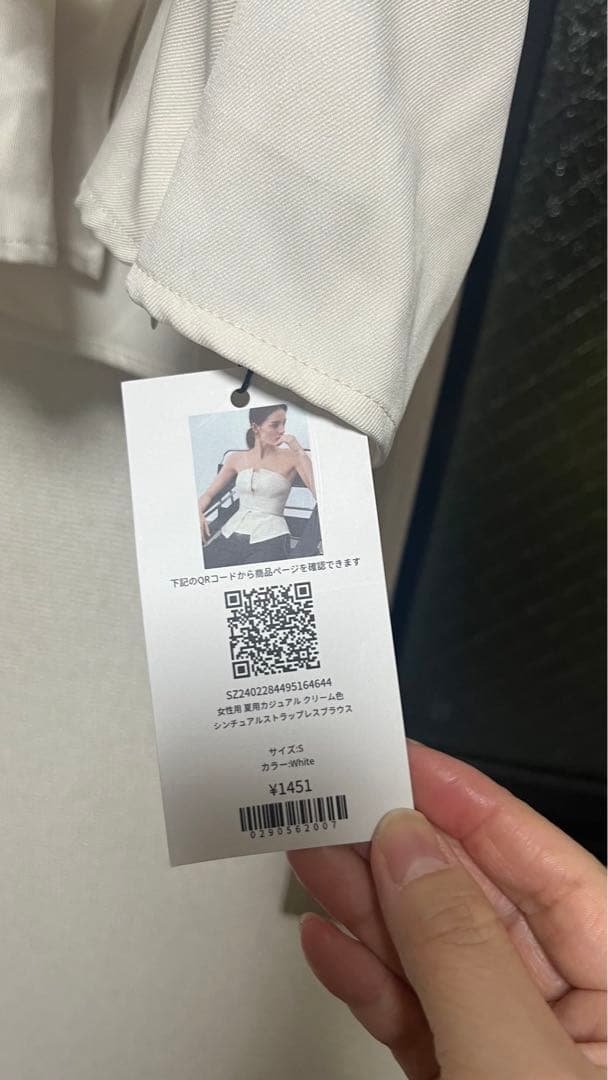 下記のQRコードから商品ページを確認できます
SZ2402284495164644
女性用 夏用カジュアル クリーム色
シンチュアルストラップレスブラウス
サイズ:S
カラー:White
¥1451
0290562007